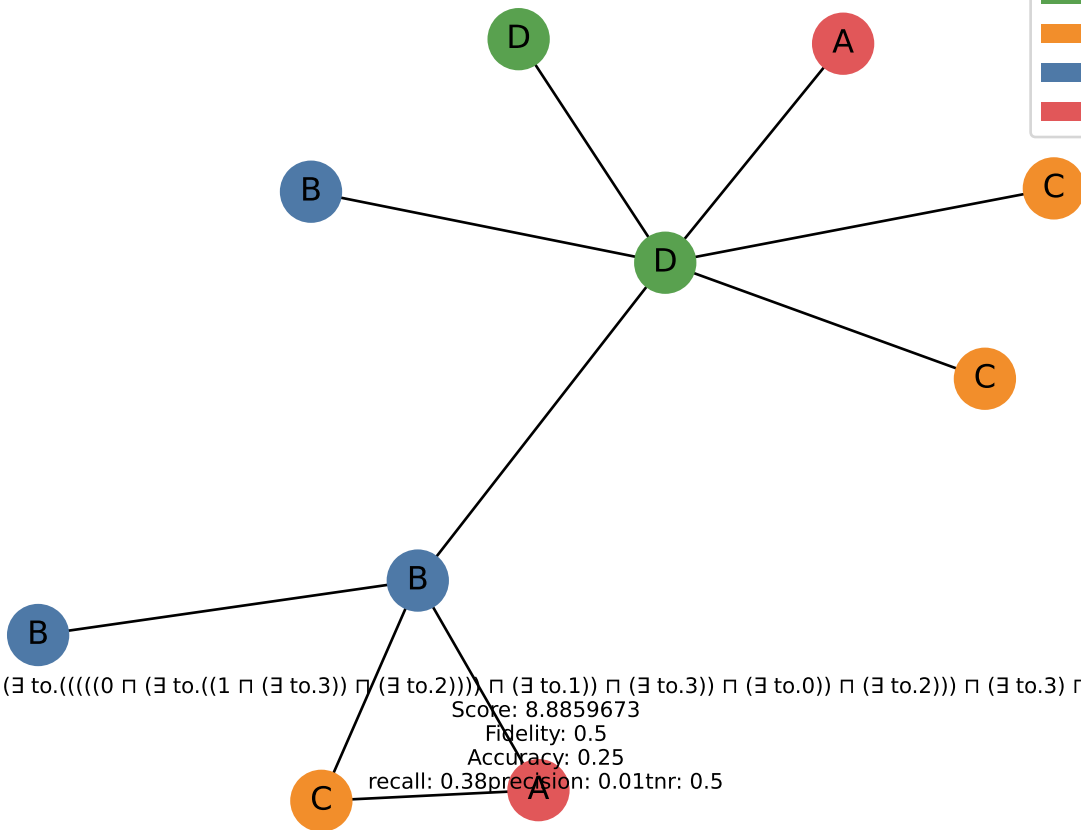 D
A
B
C
D
C
B
B
(∃ to.(((((0 ⊓ (∃ to.((1 ⊓ (∃ to.3)) ⊓ (∃ to.2)))) ⊓ (∃ to.1)) ⊓ (∃ to.3)) ⊓ (∃ to.0)) ⊓ (∃ to.2))) ⊓ (∃ to.3) ⊓
Score: 8.8859673
Fidelity: 0.5
Accuracy: 0.25
recall: 0.38precision: 0.01tnr: 0.5
A
C